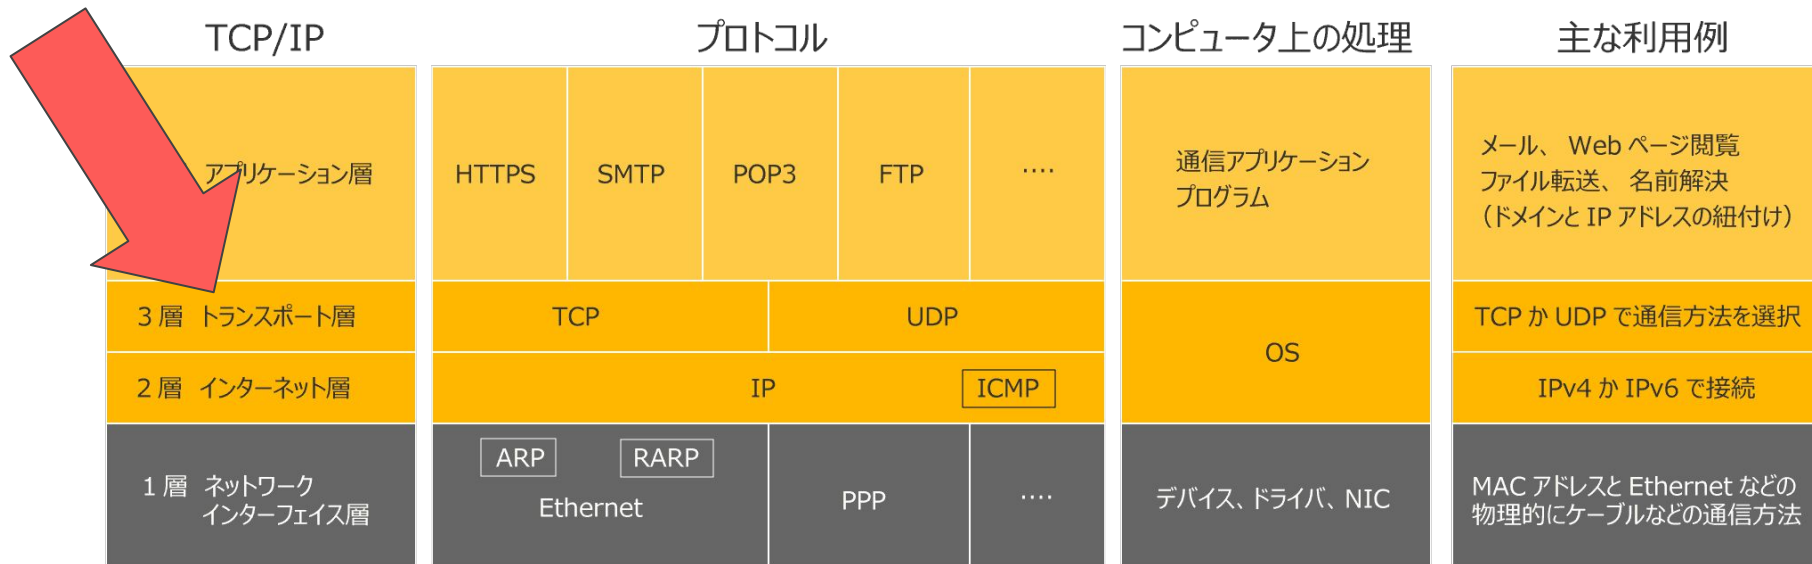 TCP/IP
プロトコル
コンピュータ上の処理
主な利用例
アプリケーション層
HTTPS
SMTP
POP3
FTP
....
通信アプリケーション
プログラム
メール、 Web ページ閲覧
ファイル転送、 名前解決
（ドメインと IP アドレスの紐付け）
3 層 トランスポート層
TCP
UDP
OS
TCP か UDP で通信方法を選択
2 層 インターネット層
IP
ICMP
IPv4 か IPv6 で接続
1 層 ネットワーク
インターフェイス層
ARP
RARP
Ethernet
PPP
....
デバイス、ドライバ、NIC
MAC アドレスと Ethernet などの
物理的にケーブルなどの通信方法